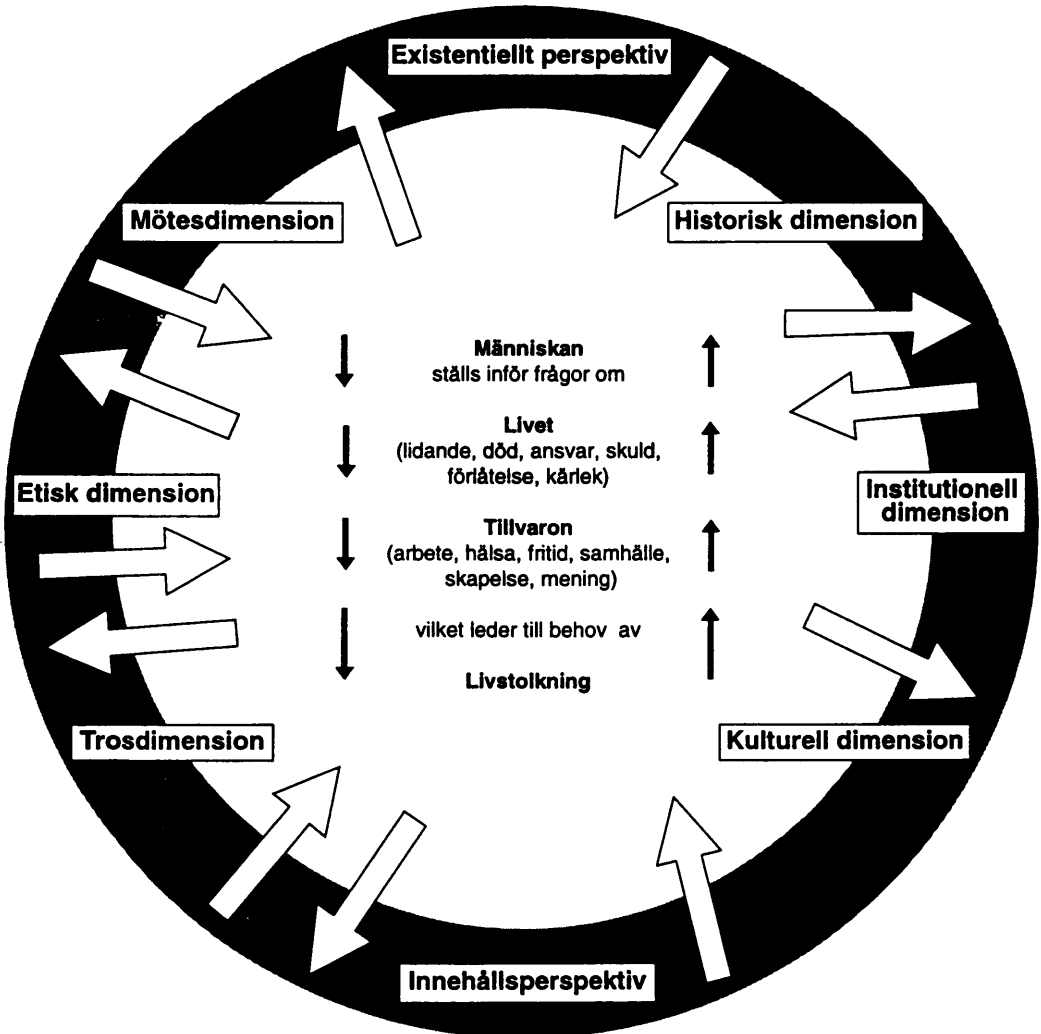 Existentiellt perspektiv
Mötesdimension
Historisk dimension
Människan
ställs inför frågor om
Livet
(lidande, död, ansvar, skuld,
förlåtelse, kärlek)
Etisk dimension
Institutionell
dimension
Tillvaron
(arbete, hälsa, fritid, samhälle,
skapelse, mening)
vilket leder till behov av
Livstolkning
Trosdimension
Kulturell dimension
Innehållsperspektiv